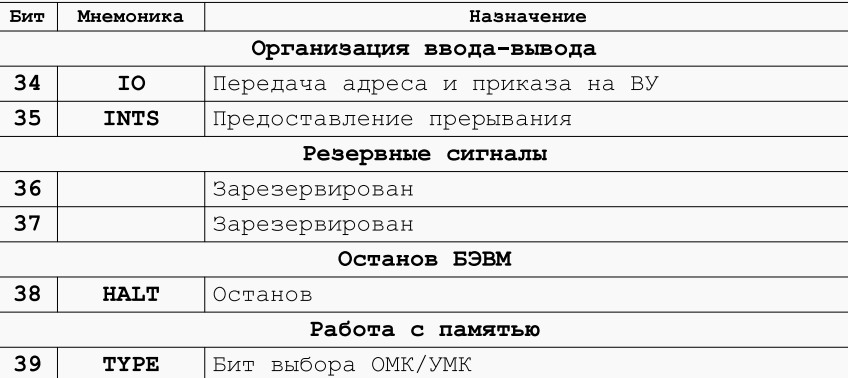 Бит Мнемоника Назначение
Организация ввода-вывода
34 IO Передача адреса и приказа на ВУ
35 INTS Предоставление прерывания
Резервные сигналы
36 Зарезервирован
37 Зарезервирован
Останов БЭВМ
38 HALT Останов
Работа с памятью
39 TYPE Бит выбора ОМК/УМК